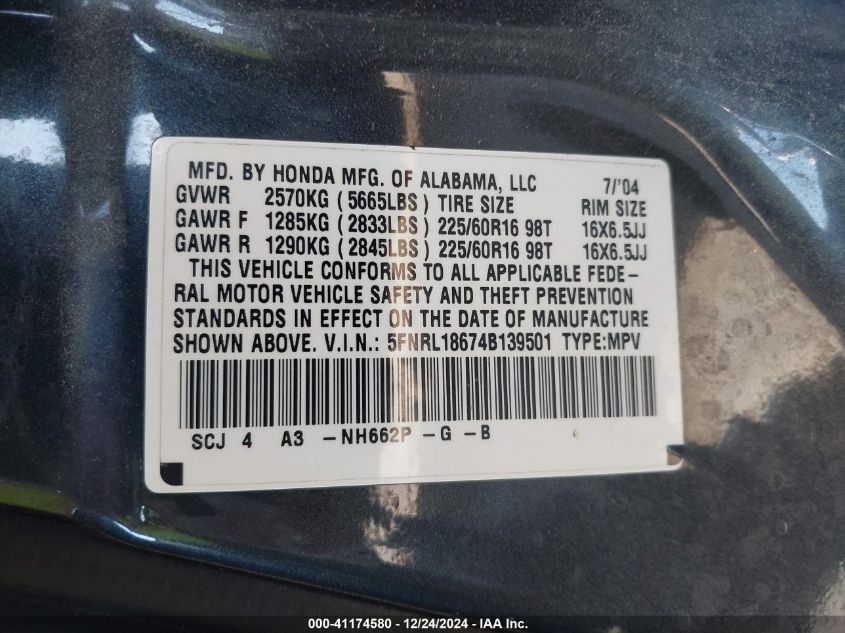 MFD. BY HONDA MFG. OF ALABAMA, LLC 7/'04
GVWR 2570KG (5665LBS) TIRE SIZE RIM SIZE
GAWR F 1285KG (2833LBS) 225/60R16 98T 16X6.5JJ
GAWR R 1290KG (2845LBS) 225/60R16 98T 16X6.5JJ
THIS VEHICLE CONFORMS TO ALL APPLICABLE FEDE-
RAL MOTOR VEHICLE SAFETY AND THEFT PREVENTION
STANDARDS IN EFFECT ON THE DATE OF MANUFACTURE
SHOWN ABOVE. V.I.N.: 5FNRL18674B139501 TYPE:MPV
SCJ 4 A3 -NH662P -G -B
000-41174580 - 12/24/2024 - IAA Inc.